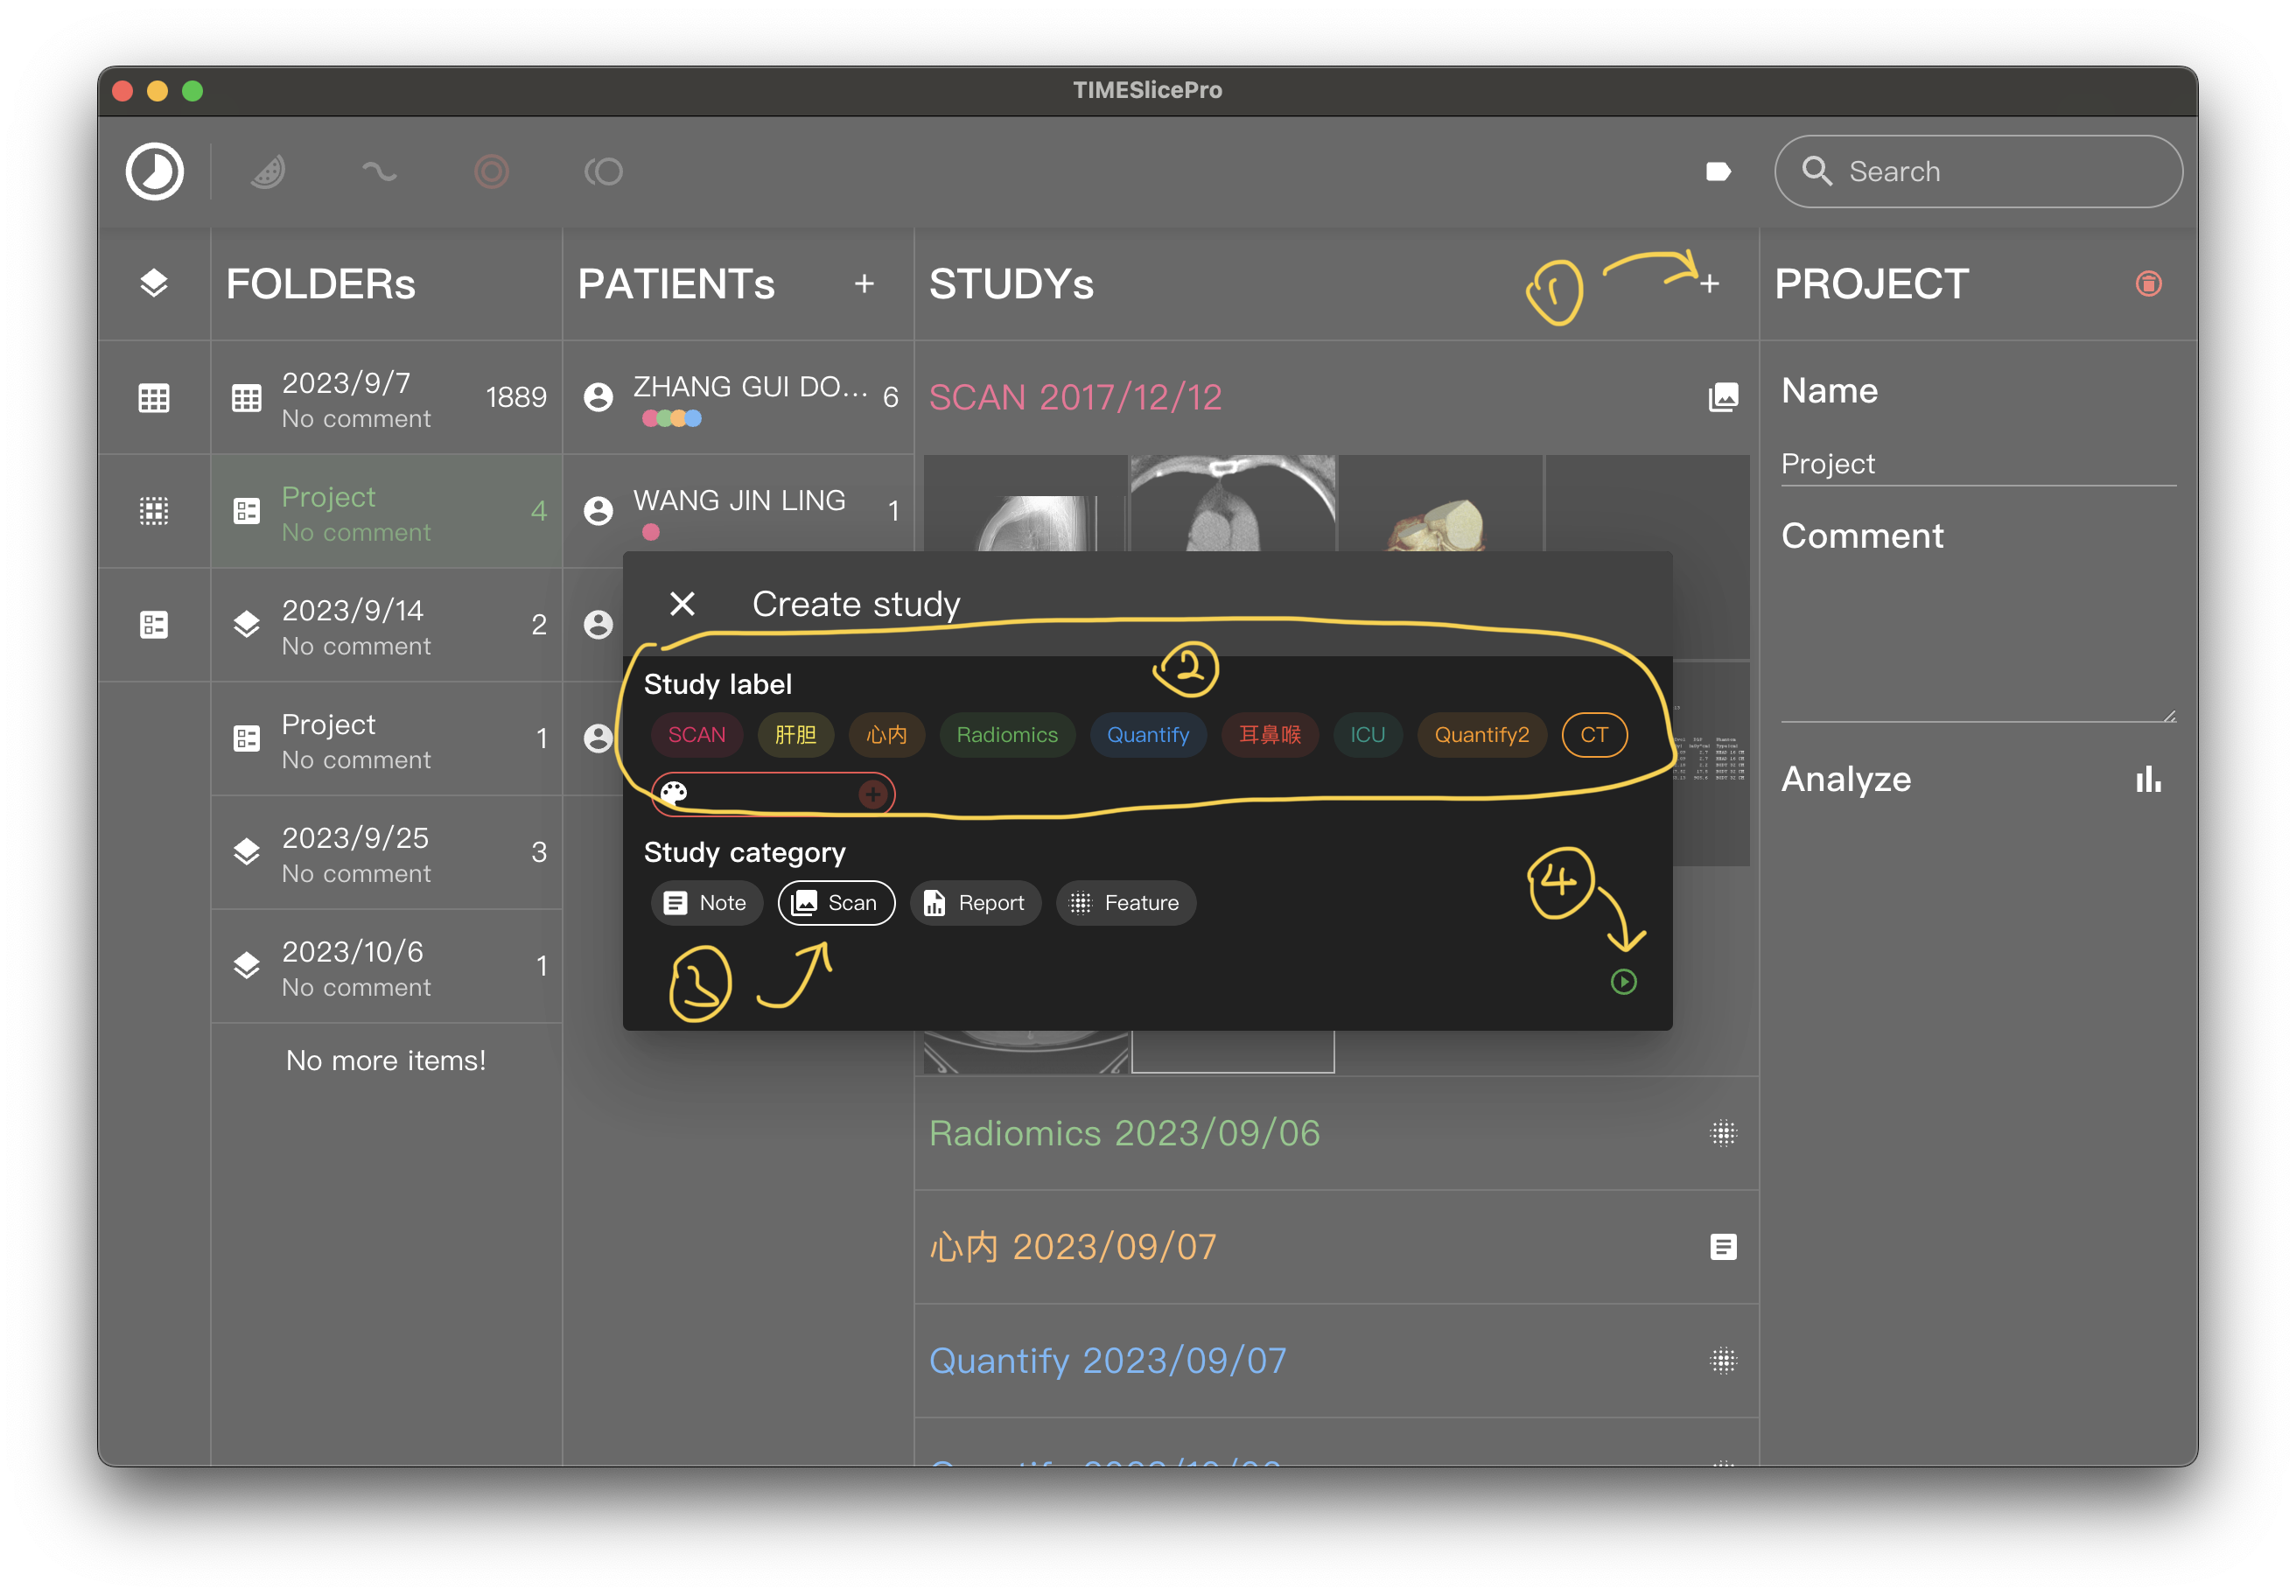 TIMESlicePro
Search
FOLDERs
PATIENTs
STUDYs
①
PROJECT
2023/9/7
No comment
1889
Project
No comment
4
2023/9/14
No comment
2
Project
No comment
1
2023/9/25
No comment
3
2023/10/6
No comment
1
No more items!
ZHANG GUI DO...
6
WANG JIN LING
1
SCAN 2017/12/12
Create study
②
Study label
SCAN 肝胆 心内 Radiomics Quantify 耳鼻喉 ICU Quantify2 CT
Study category
④
Note Scan Report Feature
③
Radiomics 2023/09/06
心内 2023/09/07
Quantify 2023/09/07
Name
Project
Comment
Analyze